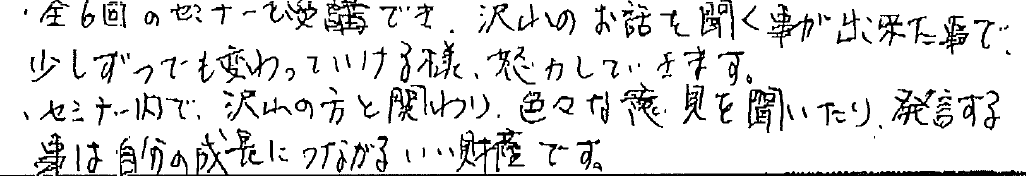 ・全6回のセミナーを受講でき、沢山のお話を聞く事が出来た事で、
少しずつでも変わっていける様、努力していきます。
、セミナー内で、沢山の方と関わり、色々な意見を聞いたり、発言する
事は自分の成長につながるいい財産です。